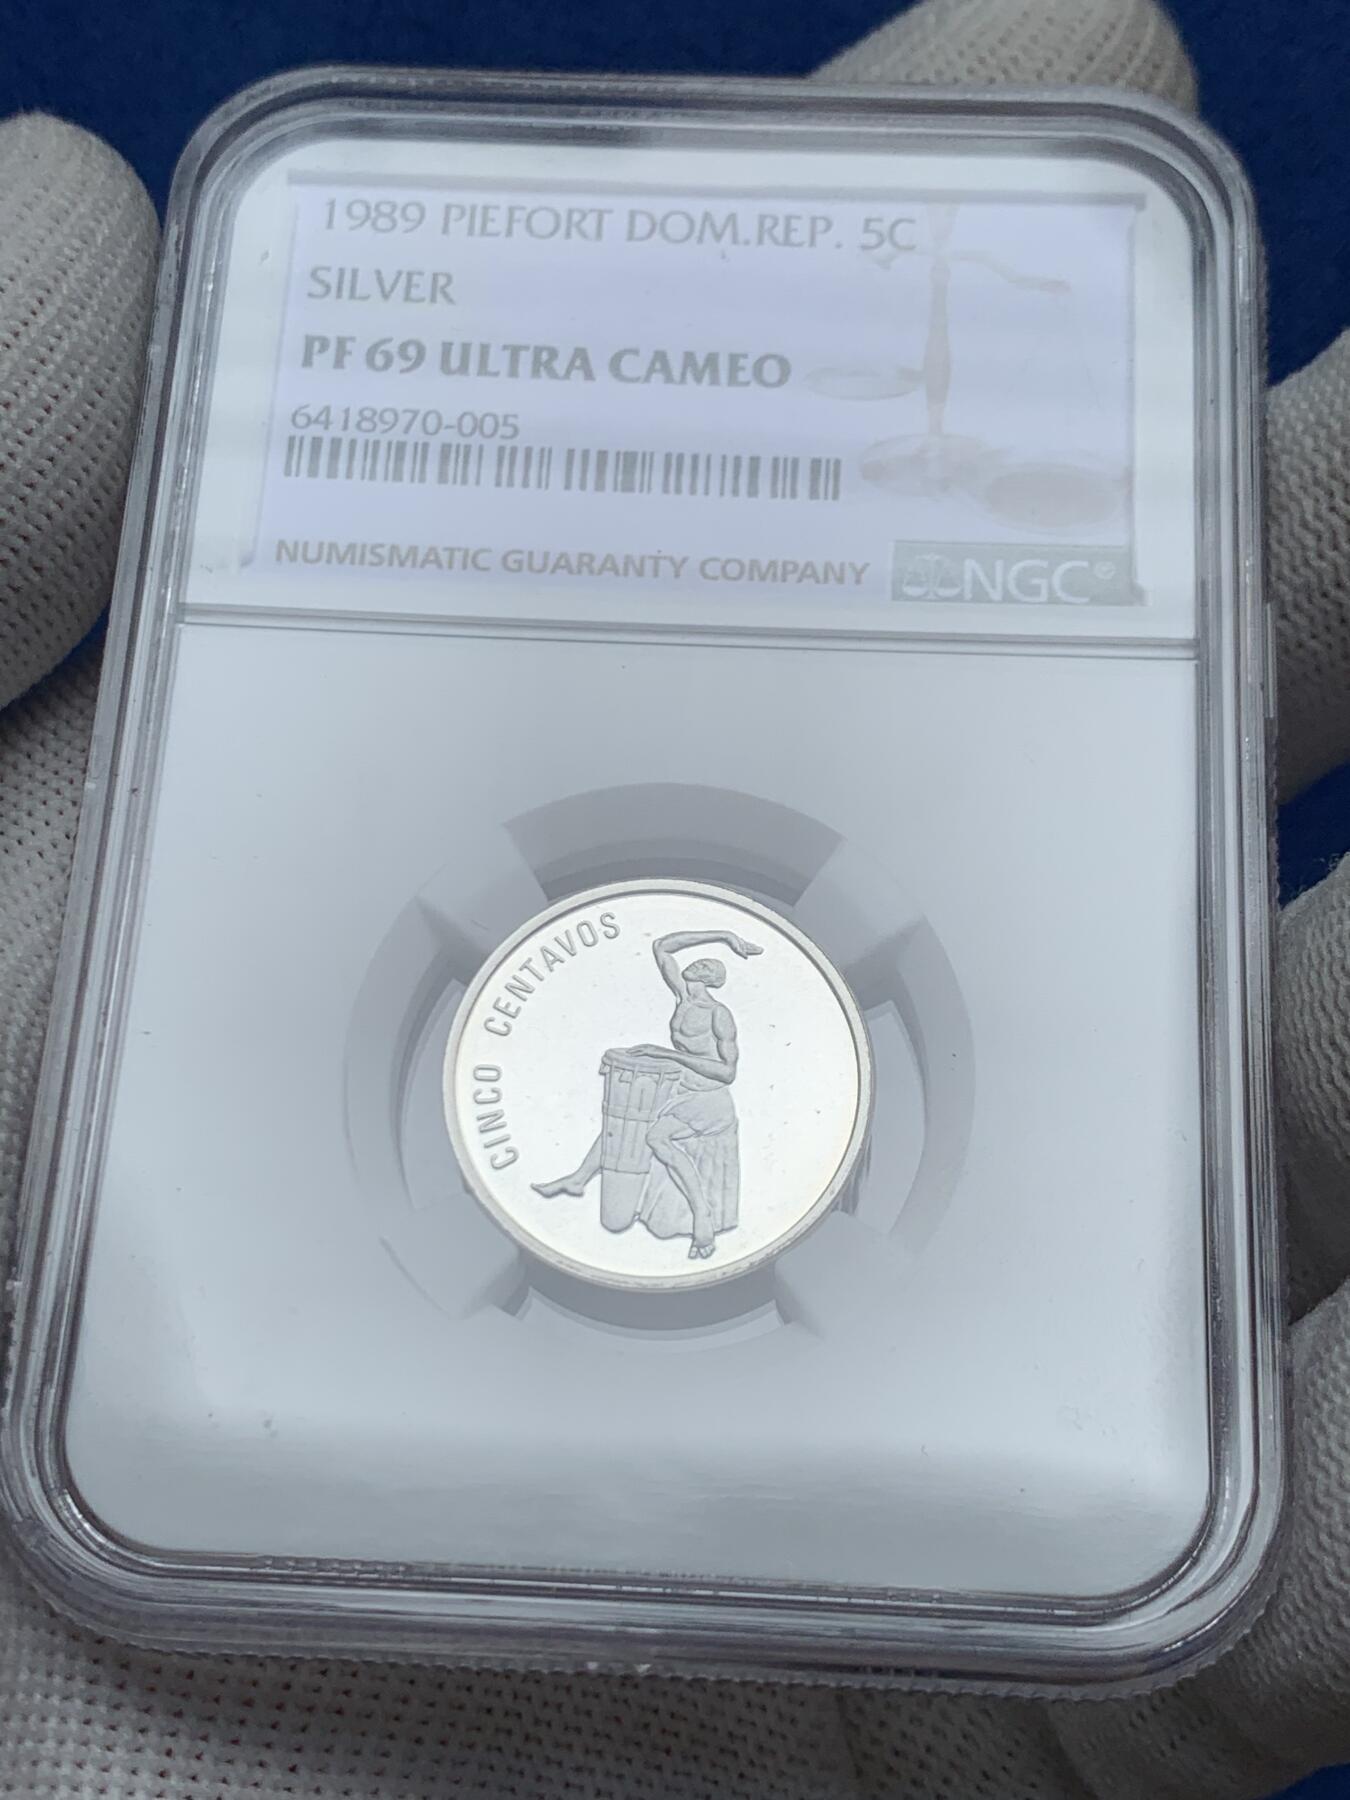 1989 PIEFORT DOM.REP. 5C
SILVER
PF 69 ULTRA CAMEO
6418970-005
NUMISMATIC GUARANTY COMPANY
NGC®
CINCO CENTAVOS